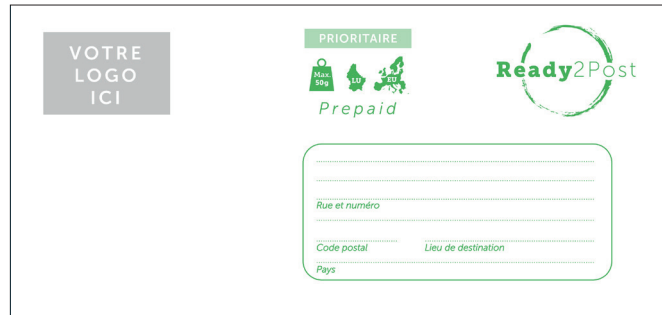 VOTRE
LOGO
ICI
PRIORITAIRE
Max.
50g
LU
EU
Prepaid
Ready2Post
Rue et numéro
Code postal
Lieu de destination
Pays